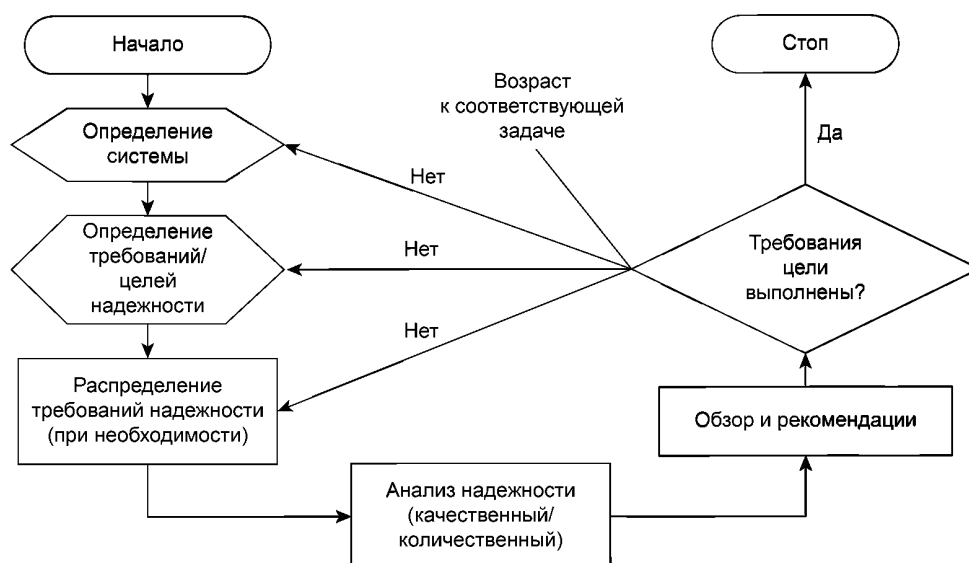 Начало
Стоп
Возраст
к соответствующей
задаче
Определение
системы
Да
Нет
Определение
требований/
целей
надежности
Нет
Требования
цели
выполнены?
Нет
Распределение
требований надежности
(при необходимости)
Обзор и рекомендации
Анализ надежности
(качественный/
количественный)